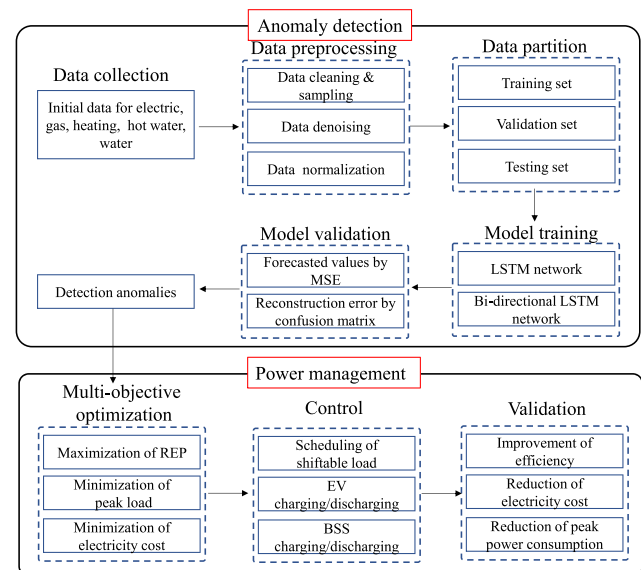 Anomaly detection
Data collection
Initial data for electric,
gas, heating, hot water,
water
Data preprocessing
Data cleaning &
sampling
Data denoising
Data normalization
Data partition
Training set
Validation set
Testing set
Model training
LSTM network
Bi-directional LSTM
network
Model validation
Forecasted values by
MSE
Reconstruction error by
confusion matrix
Detection anomalies
Power management
Multi-objective
optimization
Maximization of REP
Minimization of
peak load
Minimization of
electricity cost
Control
Scheduling of
shiftable load
EV
charging/discharging
BSS
charging/discharging
Validation
Improvement of
efficiency
Reduction of
electricity cost
Reduction of peak
power consumption